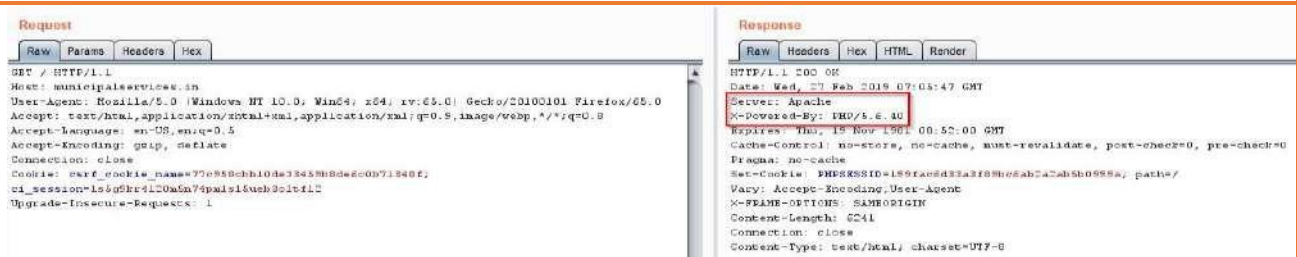 Request
Raw Params Headers Hex
GET / HTTP/1.1
Host: municipalservices.in
User-Agent: Mozilla/5.0 (Windows NT 10.0; Win64; x64; rv:65.0) Gecko/20100101 Firefox/65.0
Accept: text/html,application/xhtml+xml,application/xml;q=0.9,image/webp,*/*;q=0.8
Accept-Language: en-US,en;q=0.5
Accept-Encoding: gzip, deflate
Connection: close
Cookie: csrf_cookie_name=
ci_session=
Upgrade-Insecure-Requests: 1
Response
Raw Headers Hex HTML Render
HTTP/1.1 200 OK
Date: Wed, 27 Feb 2019 07:05:47 GMT
Server: Apache
X-Powered-By: PHP/5.6.40
Expires: Thu, 19 Nov 1981 08:52:00 GMT
Cache-Control: no-store, no-cache, must-revalidate, post-check=0, pre-check=0
Pragma: no-cache
Set-Cookie: PHPSESSID= path=/
Vary: Accept-Encoding,User-Agent
X-FRAME-OPTIONS: SAMEORIGIN
Content-Length: 6241
Connection: close
Content-Type: text/html; charset=UTF-8